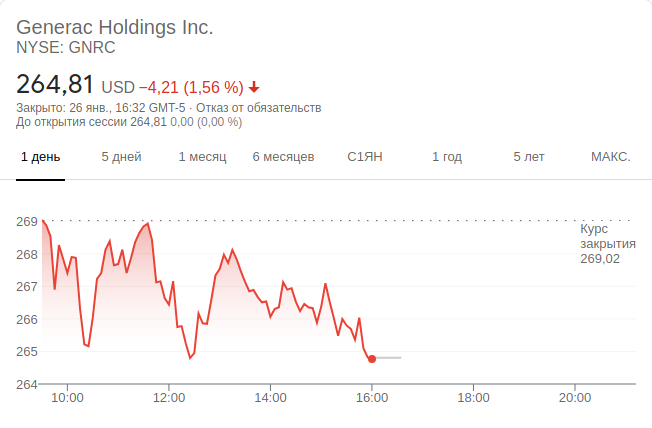 Generac Holdings Inc.
NYSE: GNRC
264,81 USD −4,21 (1,56 %)
Закрыто: 26 янв., 16:32 GMT-5 · Отказ от обязательств
До открытия сессии 264,81 0,00 (0,00 %)
1 день 5 дней 1 месяц 6 месяцев С1ЯН 1 год 5 лет МАКС.
269
Курс
закрытия
269,02
268
267
266
265
264
10:00 12:00 14:00 16:00 18:00 20:00